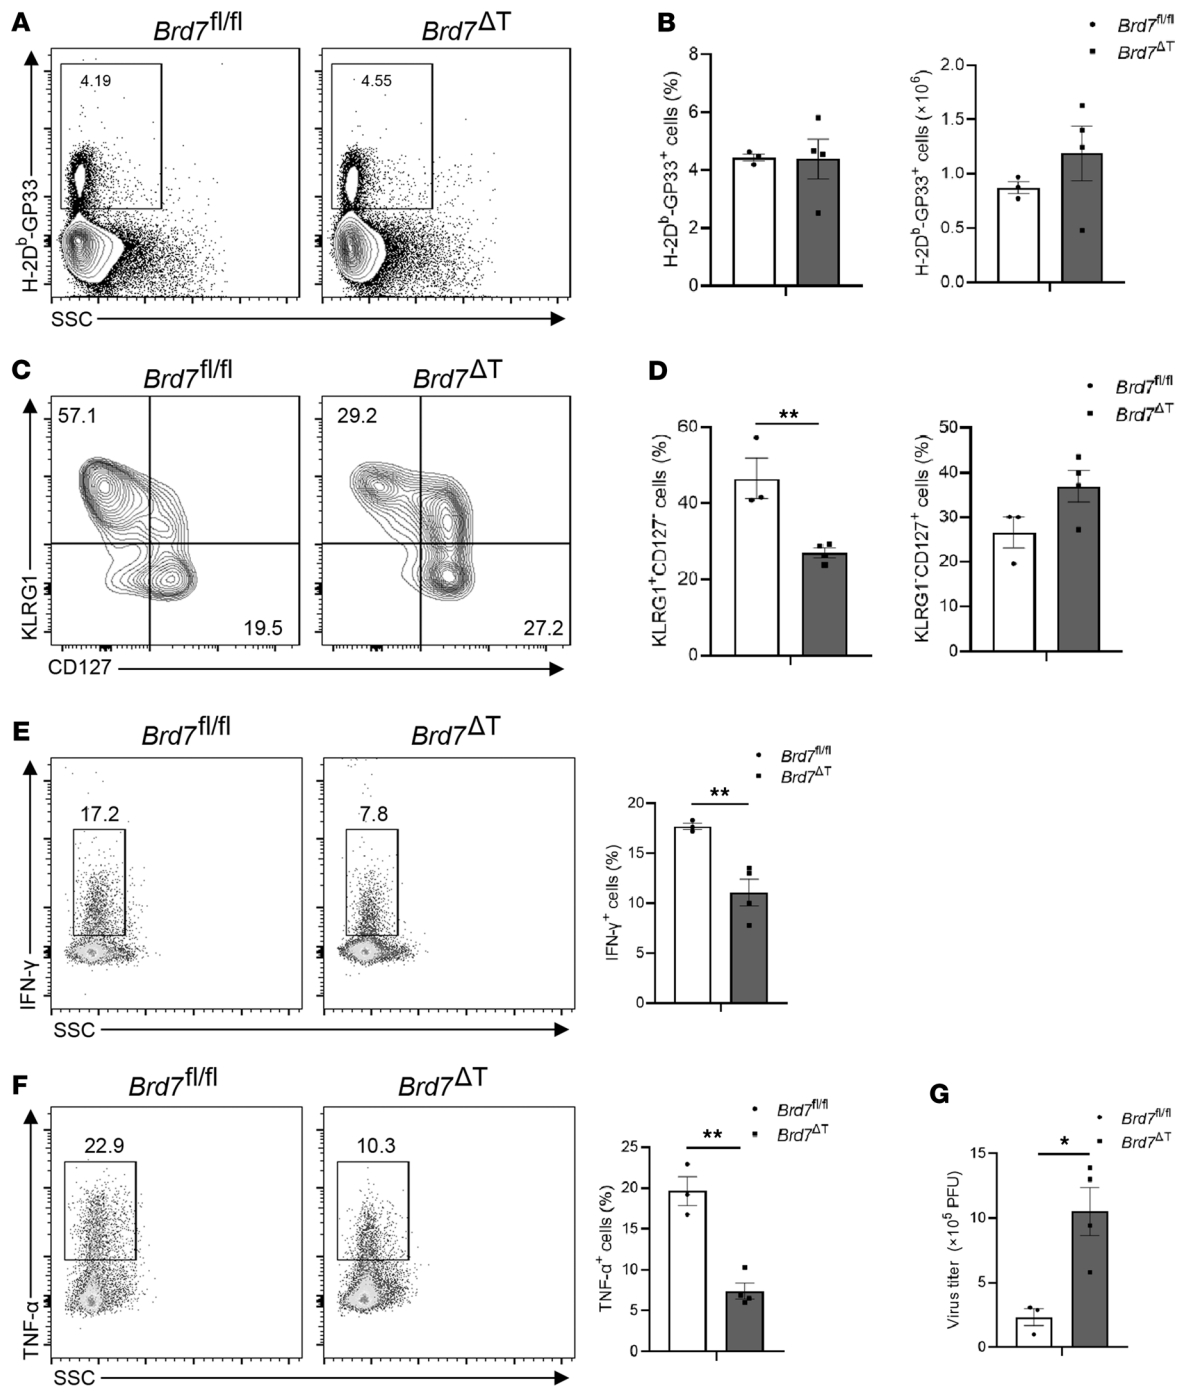 A
Brd7fl/fl
Brd7ΔT
4.19
4.55
H-2Db-GP33
SSC
B
Brd7fl/fl
Brd7ΔT
H-2Db-GP33+ cells (%)
8
6
4
2
0
H-2Db-GP33+ cells (×106)
2.0
1.5
1.0
0.5
0.0
C
Brd7fl/fl
Brd7ΔT
57.1
19.5
29.2
27.2
KLRG1
CD127
D
Brd7fl/fl
Brd7ΔT
KLRG1+CD127- cells (%)
60
40
20
0
**
KLRG1-CD127+ cells (%)
50
40
30
20
10
0
E
Brd7fl/fl
Brd7ΔT
17.2
7.8
IFN-γ
SSC
Brd7fl/fl
Brd7ΔT
IFN-γ+ cells (%)
20
15
10
5
0
**
F
Brd7fl/fl
Brd7ΔT
22.9
10.3
TNF-α
SSC
Brd7fl/fl
Brd7ΔT
TNF-α+ cells (%)
25
20
15
10
5
0
**
G
Brd7fl/fl
Brd7ΔT
Virus titer (×105 PFU)
15
10
5
0
*